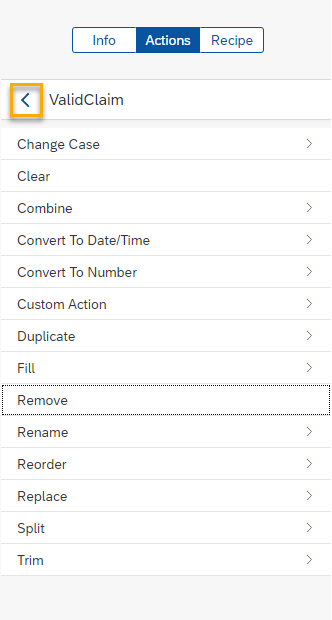 Info Actions Recipe
ValidClaim
Change Case
Clear
Combine
Convert To Date/Time
Convert To Number
Custom Action
Duplicate
Fill
Remove
Rename
Reorder
Replace
Split
Trim